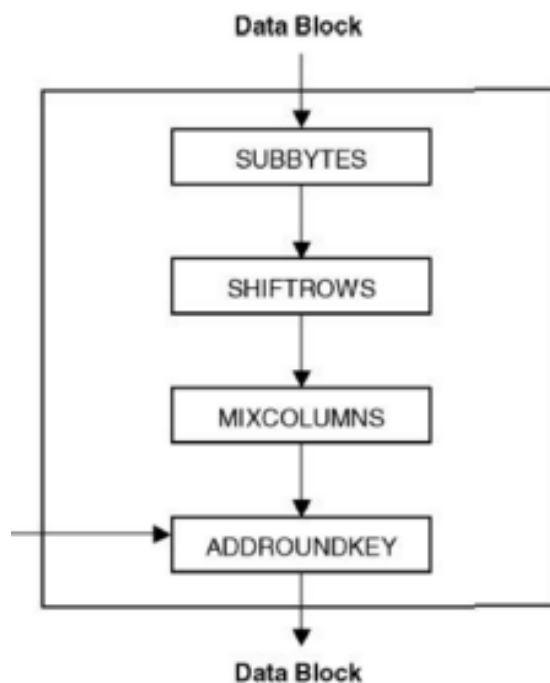 Data Block
SUBBYTES
SHIFTROWS
MIXCOLUMNS
ADDROUNDKEY
Data Block